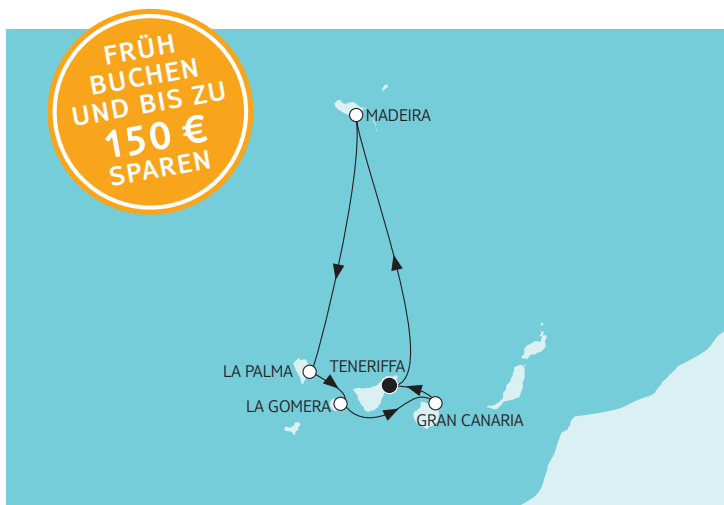 FRÜH
BUCHEN
UND BIS ZU
150 €
SPAREN
MADEIRA
LA PALMA
TENERIFFA
LA GOMERA
GRAN CANARIA